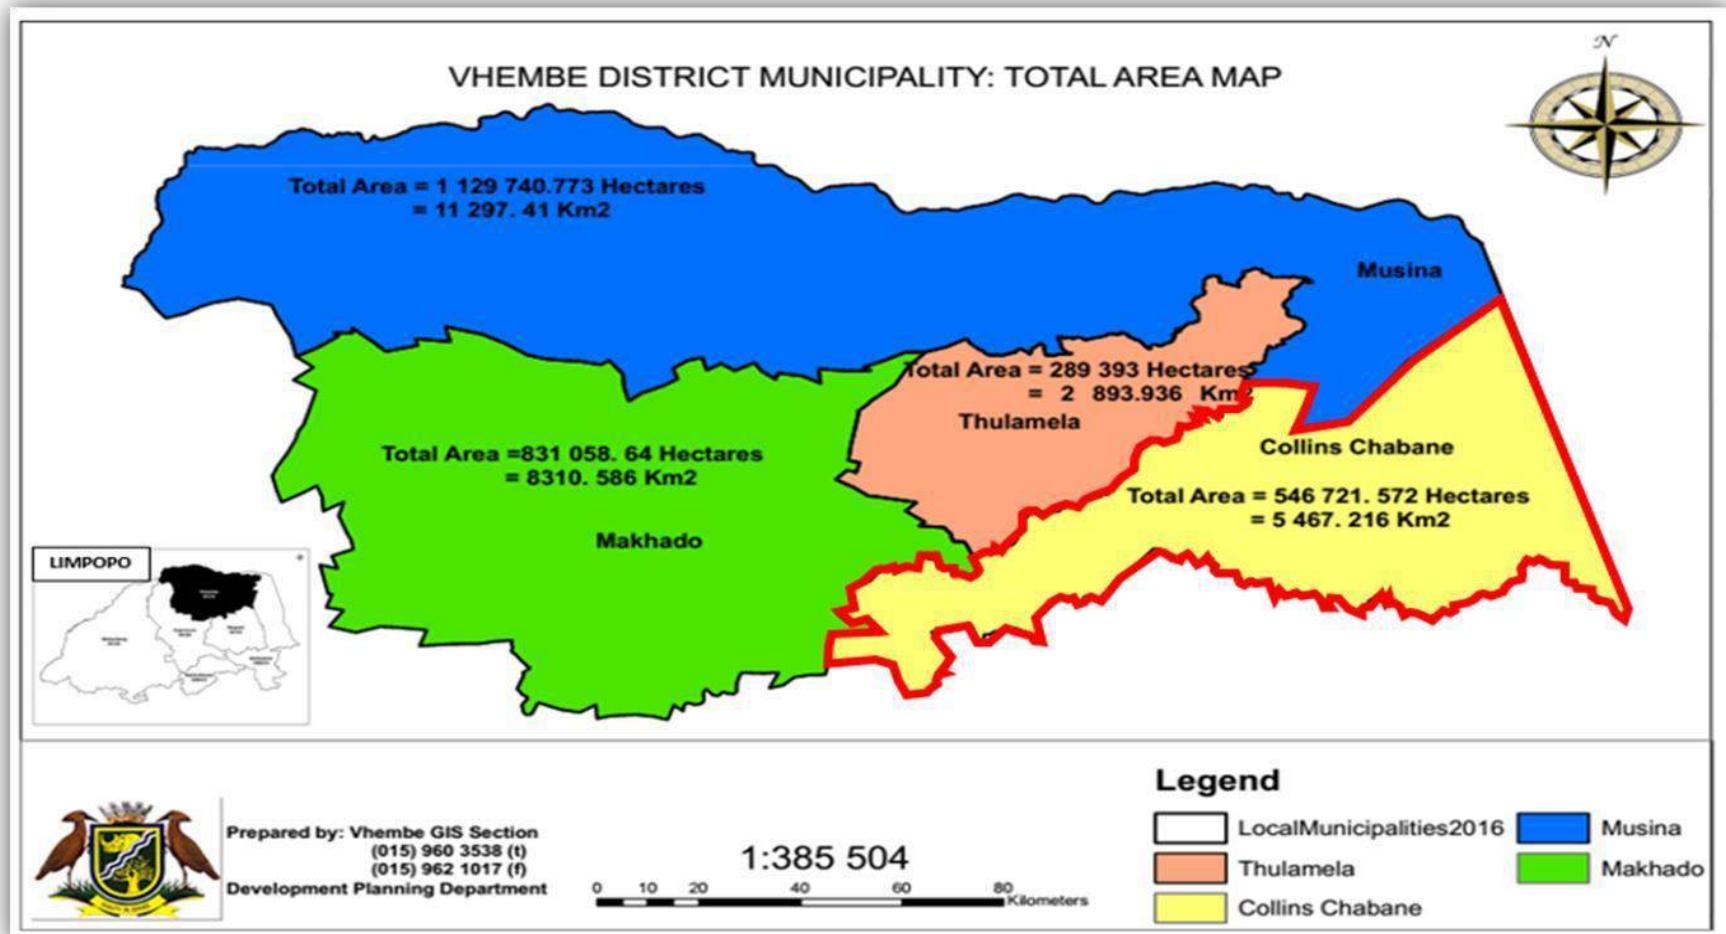 VHEMBE DISTRICT MUNICIPALITY: TOTAL AREA MAP
N
Total Area = 1 129 740.773 Hectares
= 11 297. 41 Km2
Musina
Total Area = 289 393 Hectares
= 2 893.936 Km2
Thulamela
Total Area =831 058. 64 Hectares
= 8310. 586 Km2
Makhado
Collins Chabane
Total Area = 546 721. 572 Hectares
= 5 467. 216 Km2
LIMPOPO
Prepared by: Vhembe GIS Section
(015) 960 3538 (t)
(015) 962 1017 (f)
Development Planning Department
1:385 504
0 10 20 40 60 80
Kilometers
Legend
LocalMunicipalities2016
Musina
Thulamela
Makhado
Collins Chabane